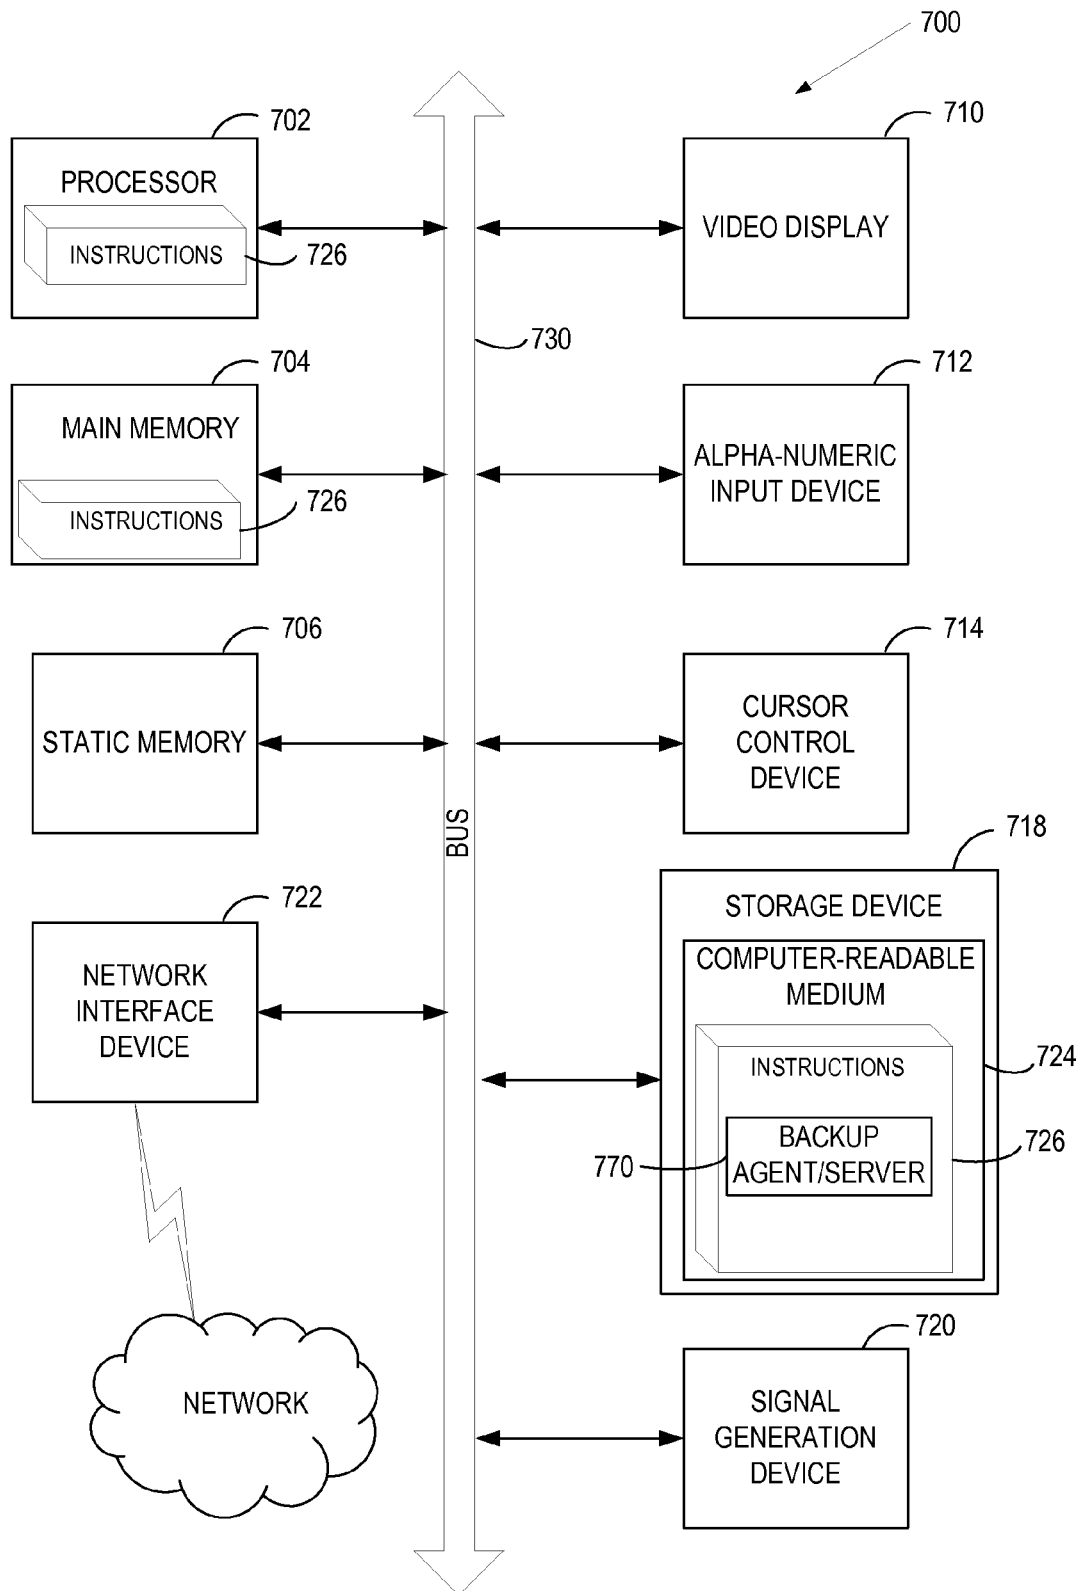 700
702
PROCESSOR
INSTRUCTIONS
726
710
VIDEO DISPLAY
730
704
MAIN MEMORY
INSTRUCTIONS
726
712
ALPHA-NUMERIC
INPUT DEVICE
706
STATIC MEMORY
714
CURSOR
CONTROL
DEVICE
BUS
722
NETWORK
INTERFACE
DEVICE
718
STORAGE DEVICE
COMPUTER-READABLE
MEDIUM
INSTRUCTIONS
724
BACKUP
AGENT/SERVER
770
726
NETWORK
720
SIGNAL
GENERATION
DEVICE